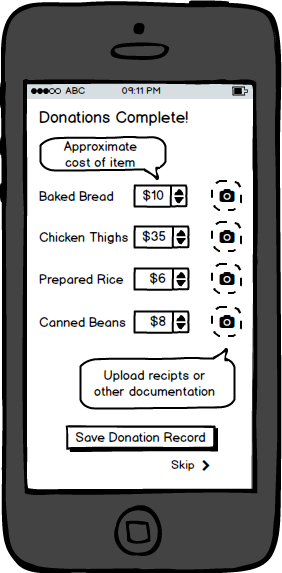 ABC 09:11 PM
Donations Complete!
Approximate
cost of item
Baked Bread $10
Chicken Thighs $35
Prepared Rice $6
Canned Beans $8
Upload recipts or
other documentation
Save Donation Record
Skip